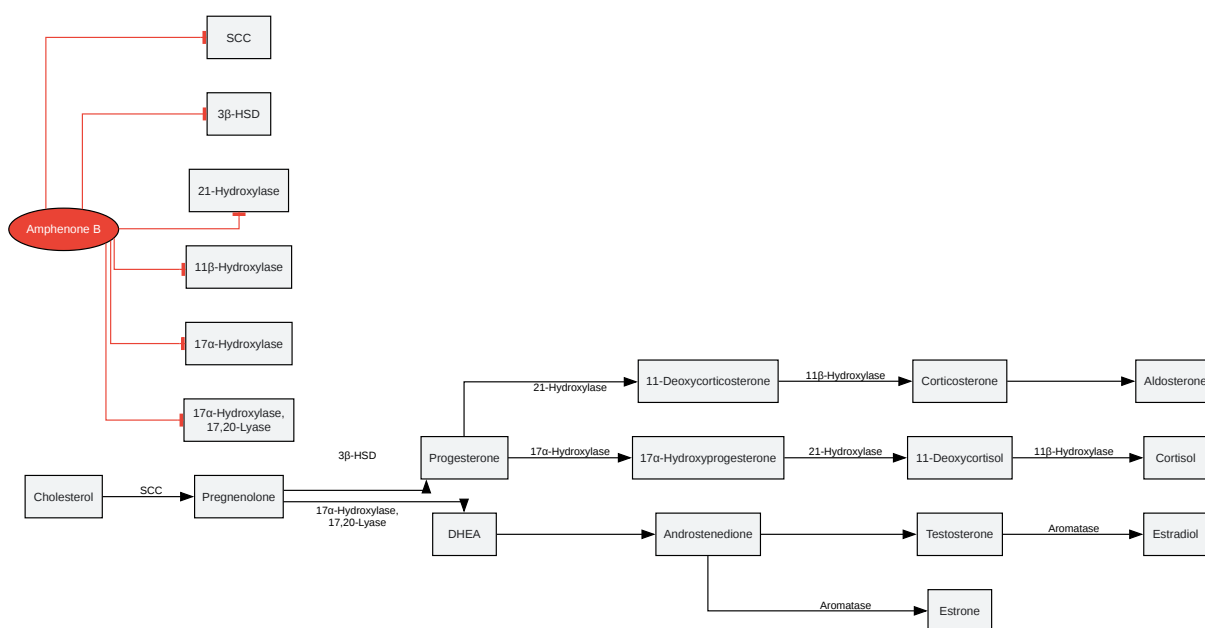 SCC
3β-HSD
21-Hydroxylase
Amphenone B
11β-Hydroxylase
17α-Hydroxylase
17α-Hydroxylase,
17,20-Lyase
21-Hydroxylase
11-Deoxycorticosterone
11β-Hydroxylase
Corticosterone
Aldosterone
3β-HSD
Progesterone
17α-Hydroxylase
17α-Hydroxyprogesterone
21-Hydroxylase
11-Deoxycortisol
11β-Hydroxylase
Cortisol
Cholesterol
SCC
Pregnenolone
17α-Hydroxylase,
17,20-Lyase
DHEA
Androstenedione
Testosterone
Aromatase
Estradiol
Aromatase
Estrone